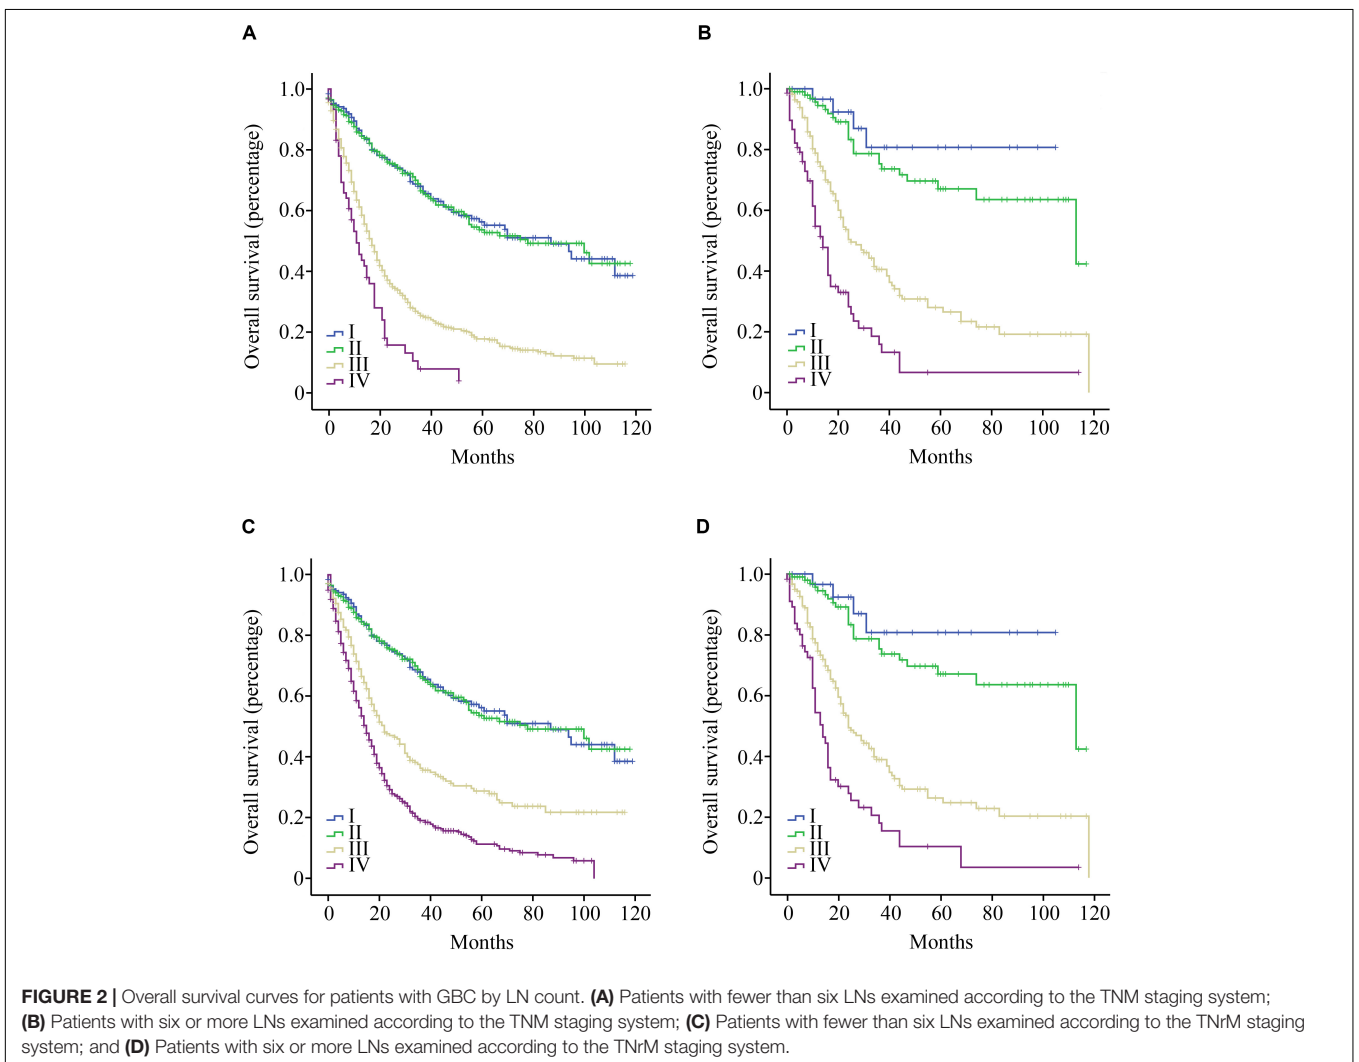 A
Overall survival (percentage)
1.0
0.8
0.6
0.4
0.2
0
I
II
III
IV
0 20 40 60 80 100 120
Months
B
Overall survival (percentage)
1.0
0.8
0.6
0.4
0.2
0
I
II
III
IV
0 20 40 60 80 100 120
Months
C
Overall survival (percentage)
1.0
0.8
0.6
0.4
0.2
0
I
II
III
IV
0 20 40 60 80 100 120
Months
D
Overall survival (percentage)
1.0
0.8
0.6
0.4
0.2
0
I
II
III
IV
0 20 40 60 80 100 120
Months
FIGURE 2 | Overall survival curves for patients with GBC by LN count. (A) Patients with fewer than six LNs examined according to the TNM staging system;
(B) Patients with six or more LNs examined according to the TNM staging system; (C) Patients with fewer than six LNs examined according to the TNrM staging
system; and (D) Patients with six or more LNs examined according to the TNrM staging system.